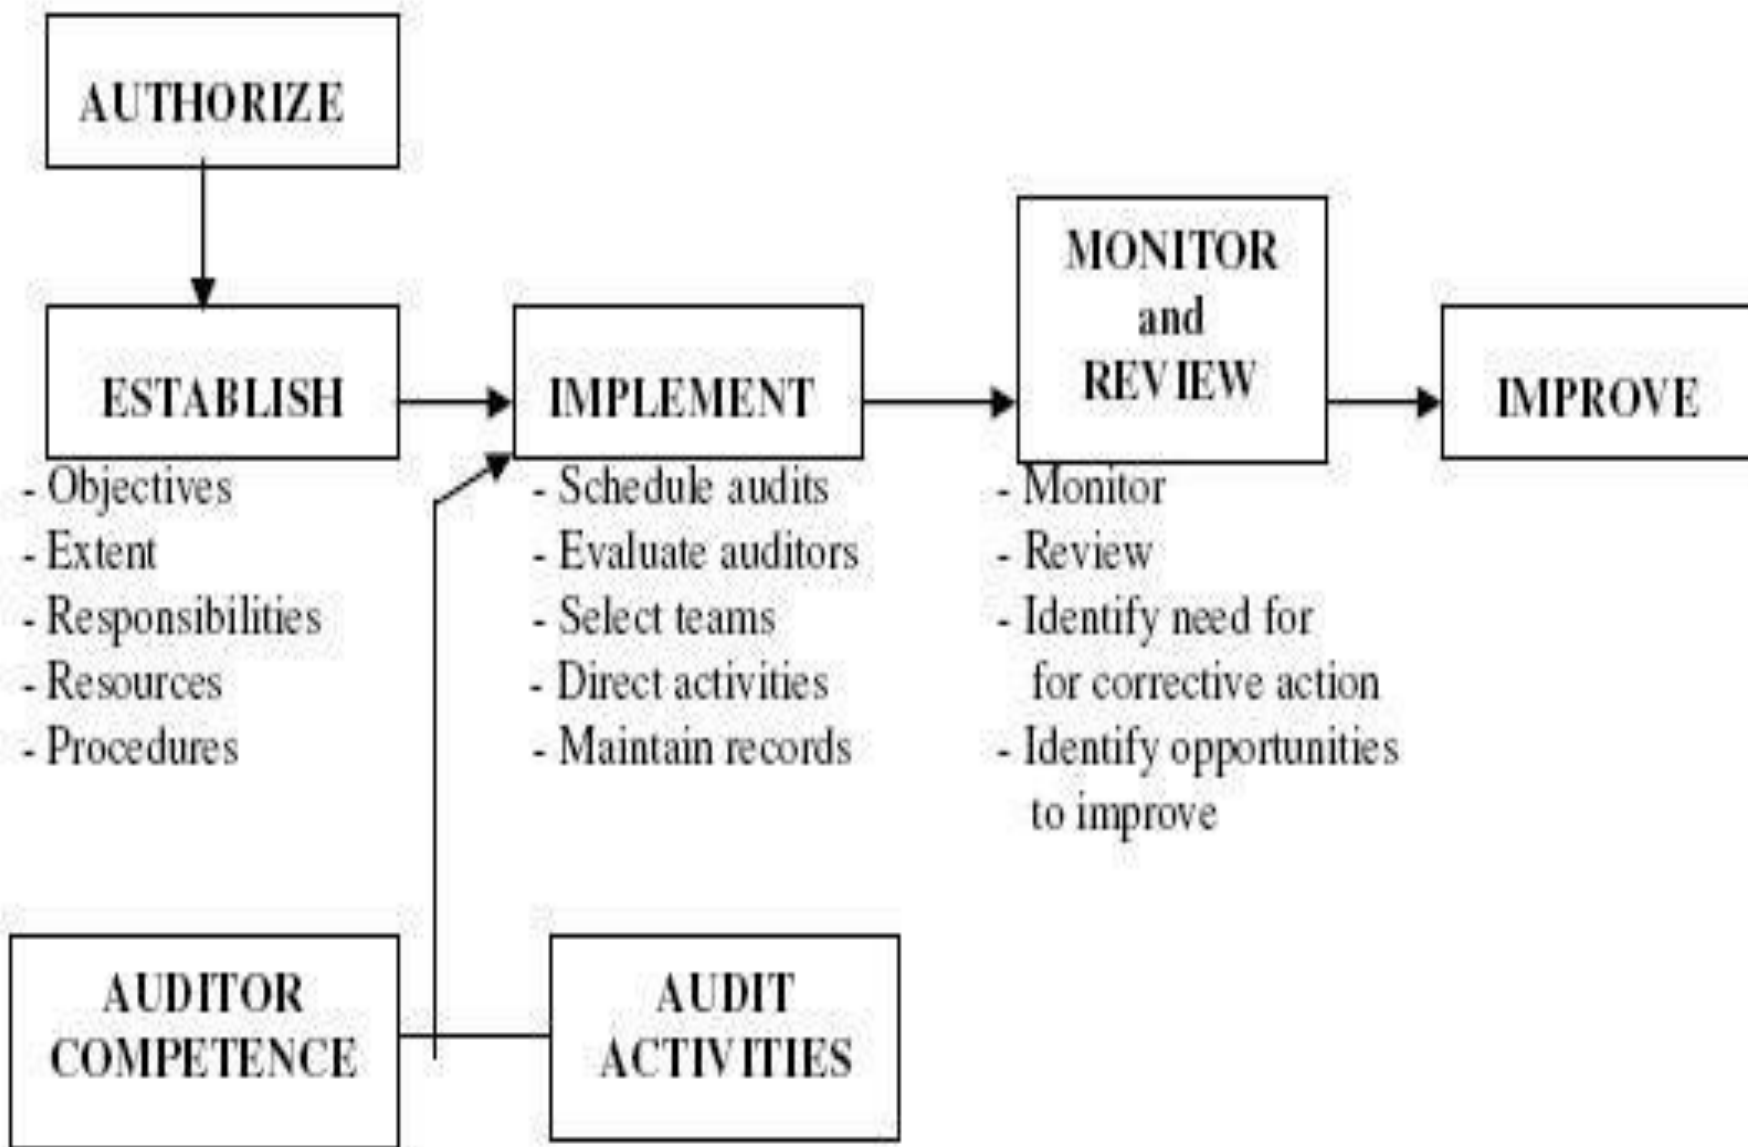 AUTHORIZE
ESTABLISH
- Objectives
- Extent
- Responsibilities
- Resources
- Procedures
IMPLEMENT
- Schedule audits
- Evaluate auditors
- Select teams
- Direct activities
- Maintain records
MONITOR
and
REVIEW
- Monitor
- Review
- Identify need for
for corrective action
- Identify opportunities
to improve
IMPROVE
AUDITOR
COMPETENCE
AUDIT
ACTIVITIES